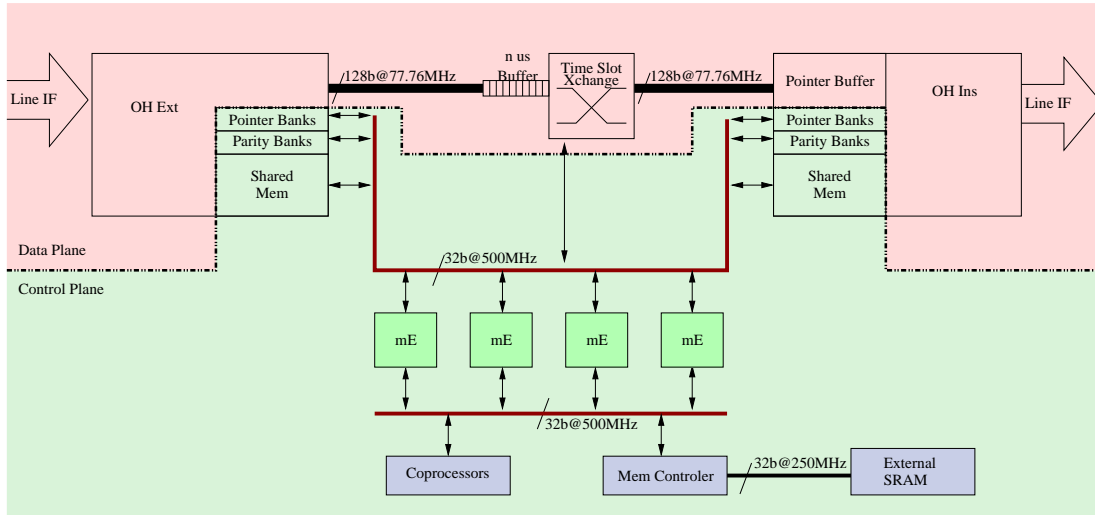 n us
Buffer
Time Slot
Xchange
128b@77.76MHz
128b@77.76MHz
Line IF
OH Ext
Pointer Buffer
OH Ins
Line IF
Pointer Banks
Parity Banks
Shared
Mem
Pointer Banks
Parity Banks
Shared
Mem
Data Plane
Control Plane
32b@500MHz
mE
mE
mE
mE
32b@500MHz
Coprocessors
Mem Controler
32b@250MHz
External
SRAM